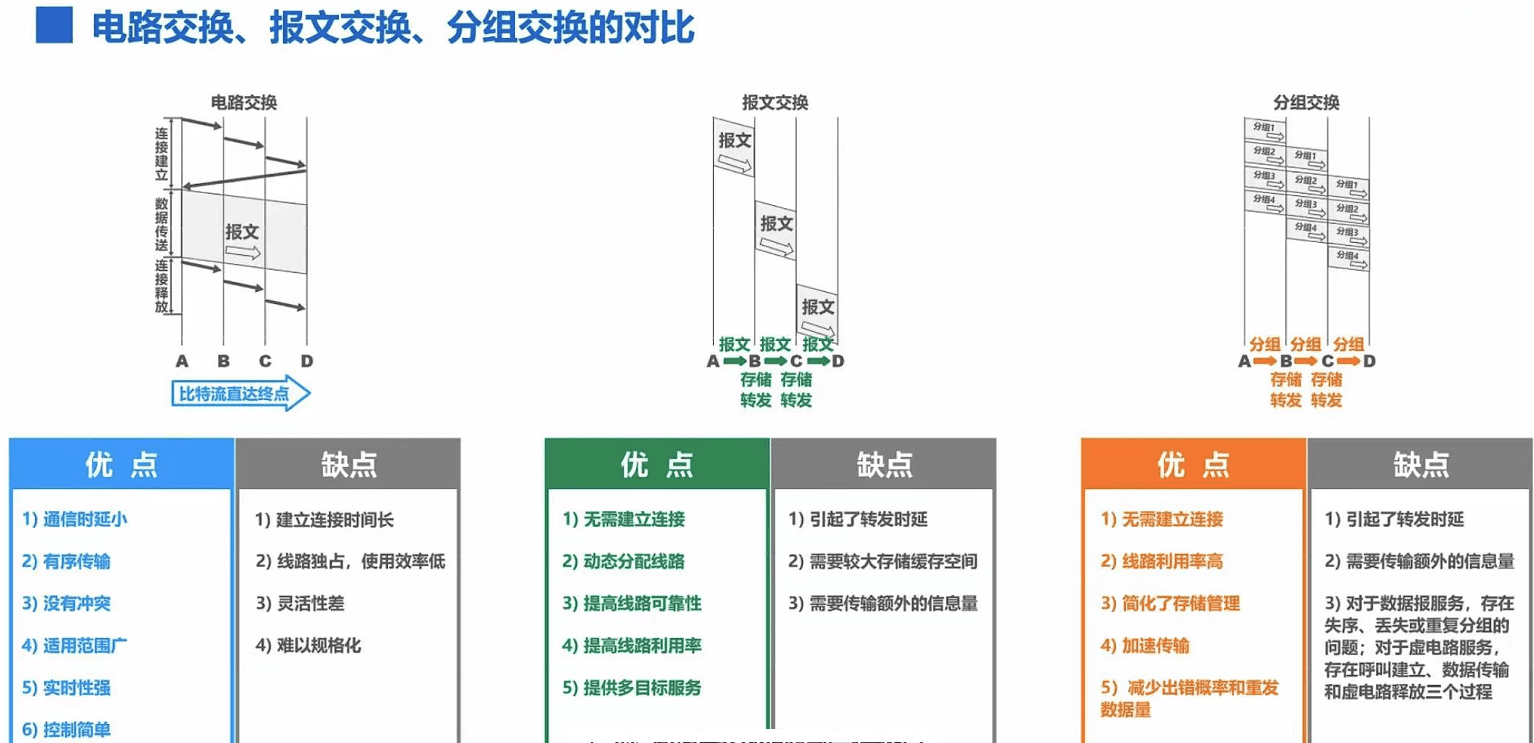 电路交换、报文交换、分组交换的对比
电路交换
连接建立
数据传送
连接释放
报文
A B C D
比特流直达终点
报文交换
报文
报文
报文
报文 报文 报文
A B C D
存储 存储
转发 转发
分组交换
分组1
分组2 分组1
分组3 分组2 分组1
分组4 分组3 分组2
分组4 分组3
分组4
分组 分组 分组
A B C D
存储 存储
转发 转发
优 点
1) 通信时延小
2) 有序传输
3) 没有冲突
4) 适用范围广
5) 实时性强
6) 控制简单
缺点
1) 建立连接时间长
2) 线路独占，使用效率低
3) 灵活性差
4) 难以规格化
优 点
1) 无需建立连接
2) 动态分配线路
3) 提高线路可靠性
4) 提高线路利用率
5) 提供多目标服务
缺点
1) 引起了转发时延
2) 需要较大存储缓存空间
3) 需要传输额外的信息量
优 点
1) 无需建立连接
2) 线路利用率高
3) 简化了存储管理
4) 加速传输
5）减少出错概率和重发
数据量
缺点
1) 引起了转发时延
2) 需要传输额外的信息量
3) 对于数据报服务，存在
失序、丢失或重复分组的
问题；对于虚电路服务，
存在呼叫建立、数据传输
和虚电路释放三个过程